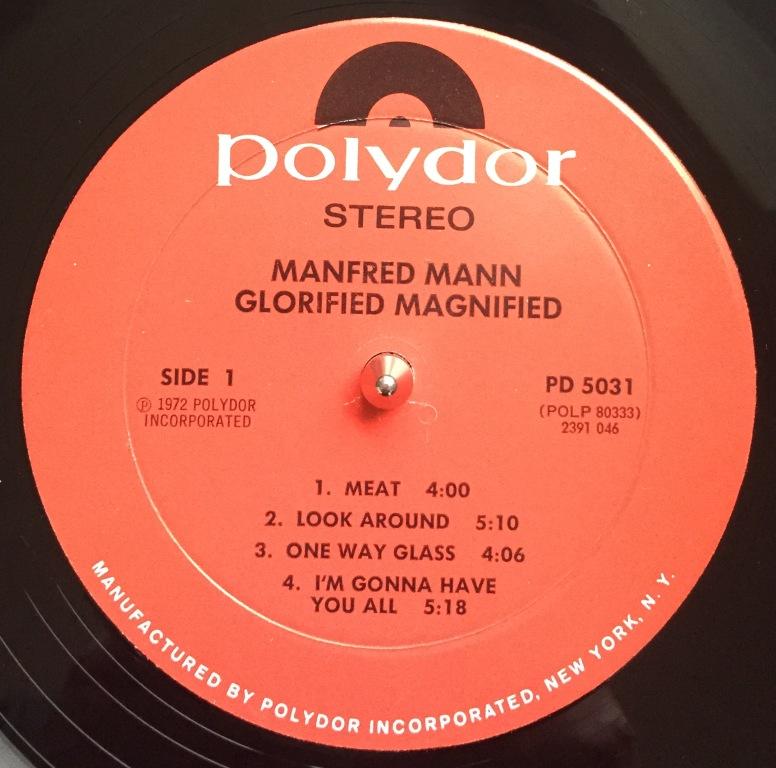 polydor
STEREO
MANFRED MANN
GLORIFIED MAGNIFIED
SIDE 1
℗ 1972 POLYDOR
INCORPORATED
PD 5031
(POLP 80333)
2391 046
1. MEAT 4:00
2. LOOK AROUND 5:10
3. ONE WAY GLASS 4:06
4. I'M GONNA HAVE
YOU ALL 5:18
MANUFACTURED BY POLYDOR INCORPORATED, NEW YORK, N.Y.